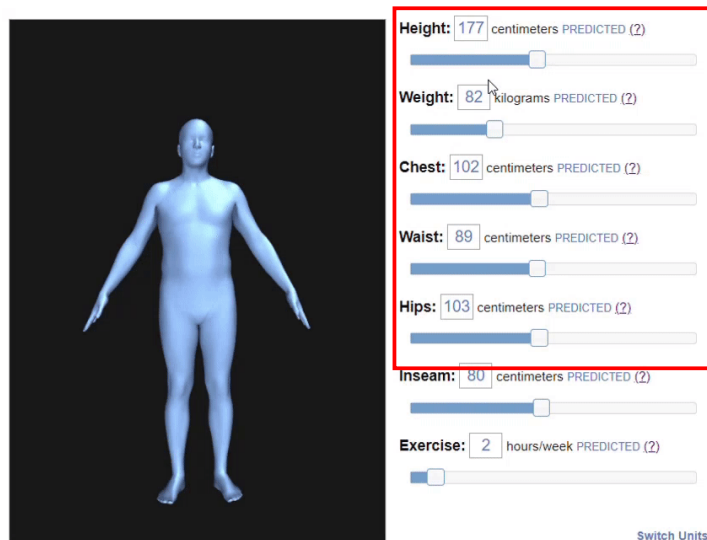 Height: 177 centimeters PREDICTED (?)
Weight: 82 kilograms PREDICTED (?)
Chest: 102 centimeters PREDICTED (?)
Waist: 89 centimeters PREDICTED (?)
Hips: 103 centimeters PREDICTED (?)
Inseam: 80 centimeters PREDICTED (?)
Exercise: 2 hours/week PREDICTED (?)
Switch Units